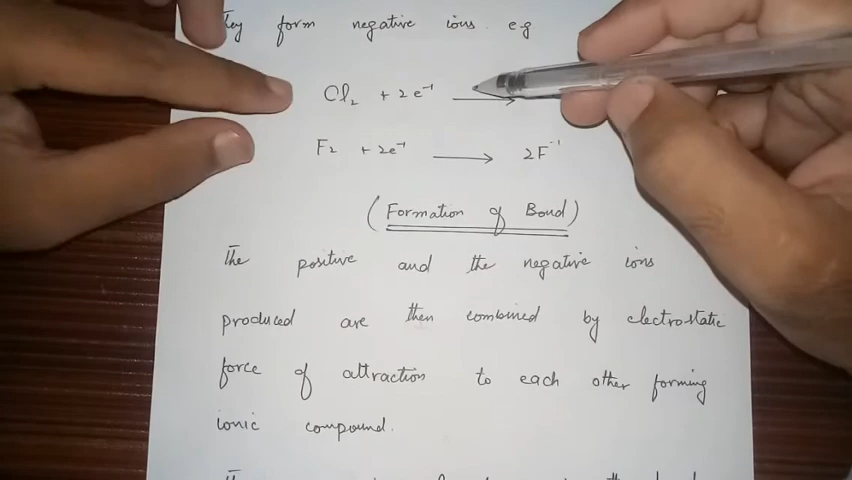 They form negative ions e.g
Cl₂ + 2e⁻¹ →
F₂ + 2e⁻¹ → 2F⁻¹
(Formation of Bond)
The positive and the negative ions
produced are then combined by electrostatic
force of attraction to each other forming
ionic compound.